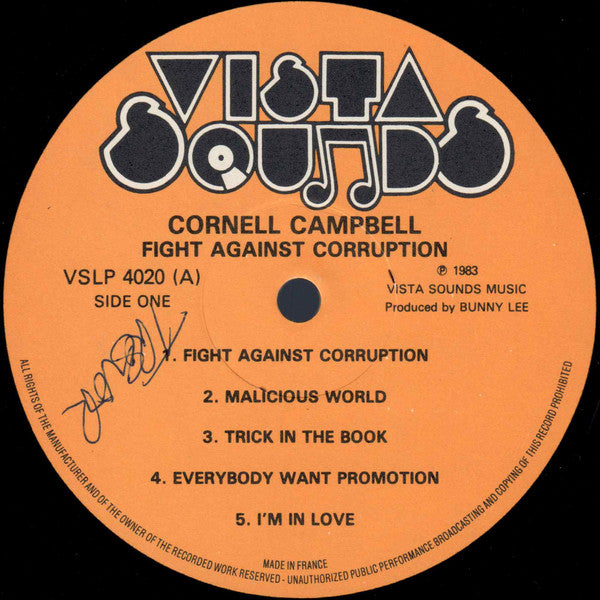 VISTA
SOUNDS
CORNELL CAMPBELL
FIGHT AGAINST CORRUPTION
VSLP 4020 (A)
SIDE ONE
℗ 1983
VISTA SOUNDS MUSIC
Produced by BUNNY LEE
1. FIGHT AGAINST CORRUPTION
2. MALICIOUS WORLD
3. TRICK IN THE BOOK
4. EVERYBODY WANT PROMOTION
5. I'M IN LOVE
MADE IN FRANCE
ALL RIGHTS OF THE MANUFACTURER AND OF THE OWNER OF THE RECORDED WORK RESERVED - UNAUTHORIZED PUBLIC PERFORMANCE BROADCASTING AND COPYING OF THIS RECORD PROHIBITED